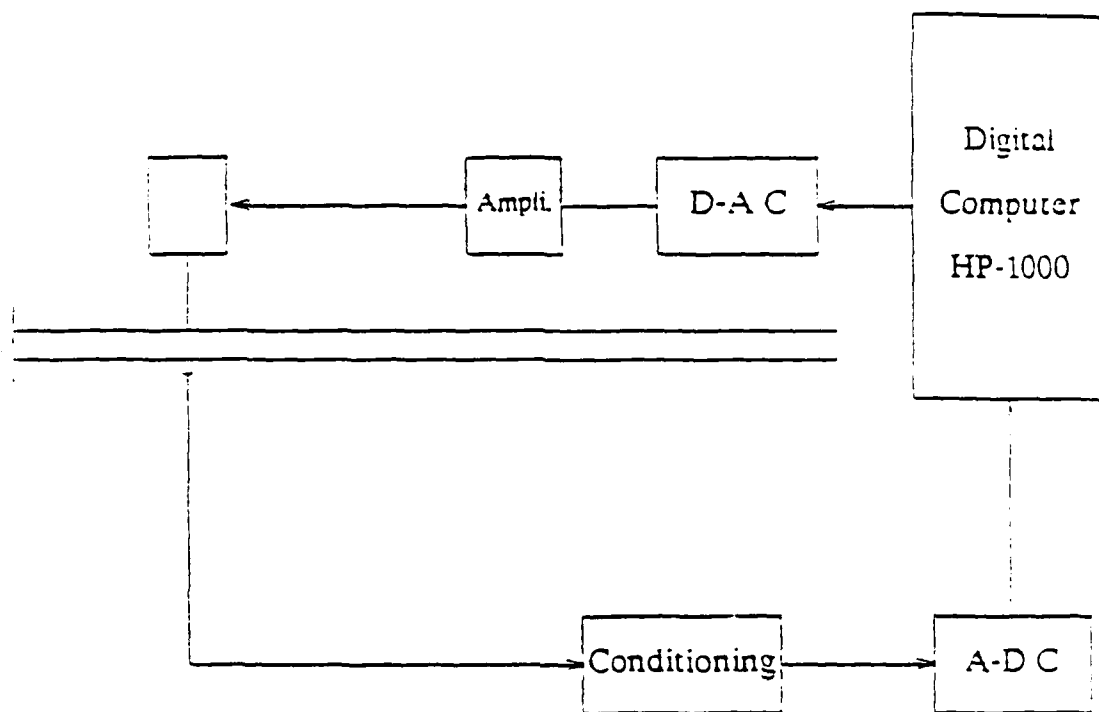 Digital
Computer
HP-1000
Ampli.
D-A C
Conditioning
A-D C